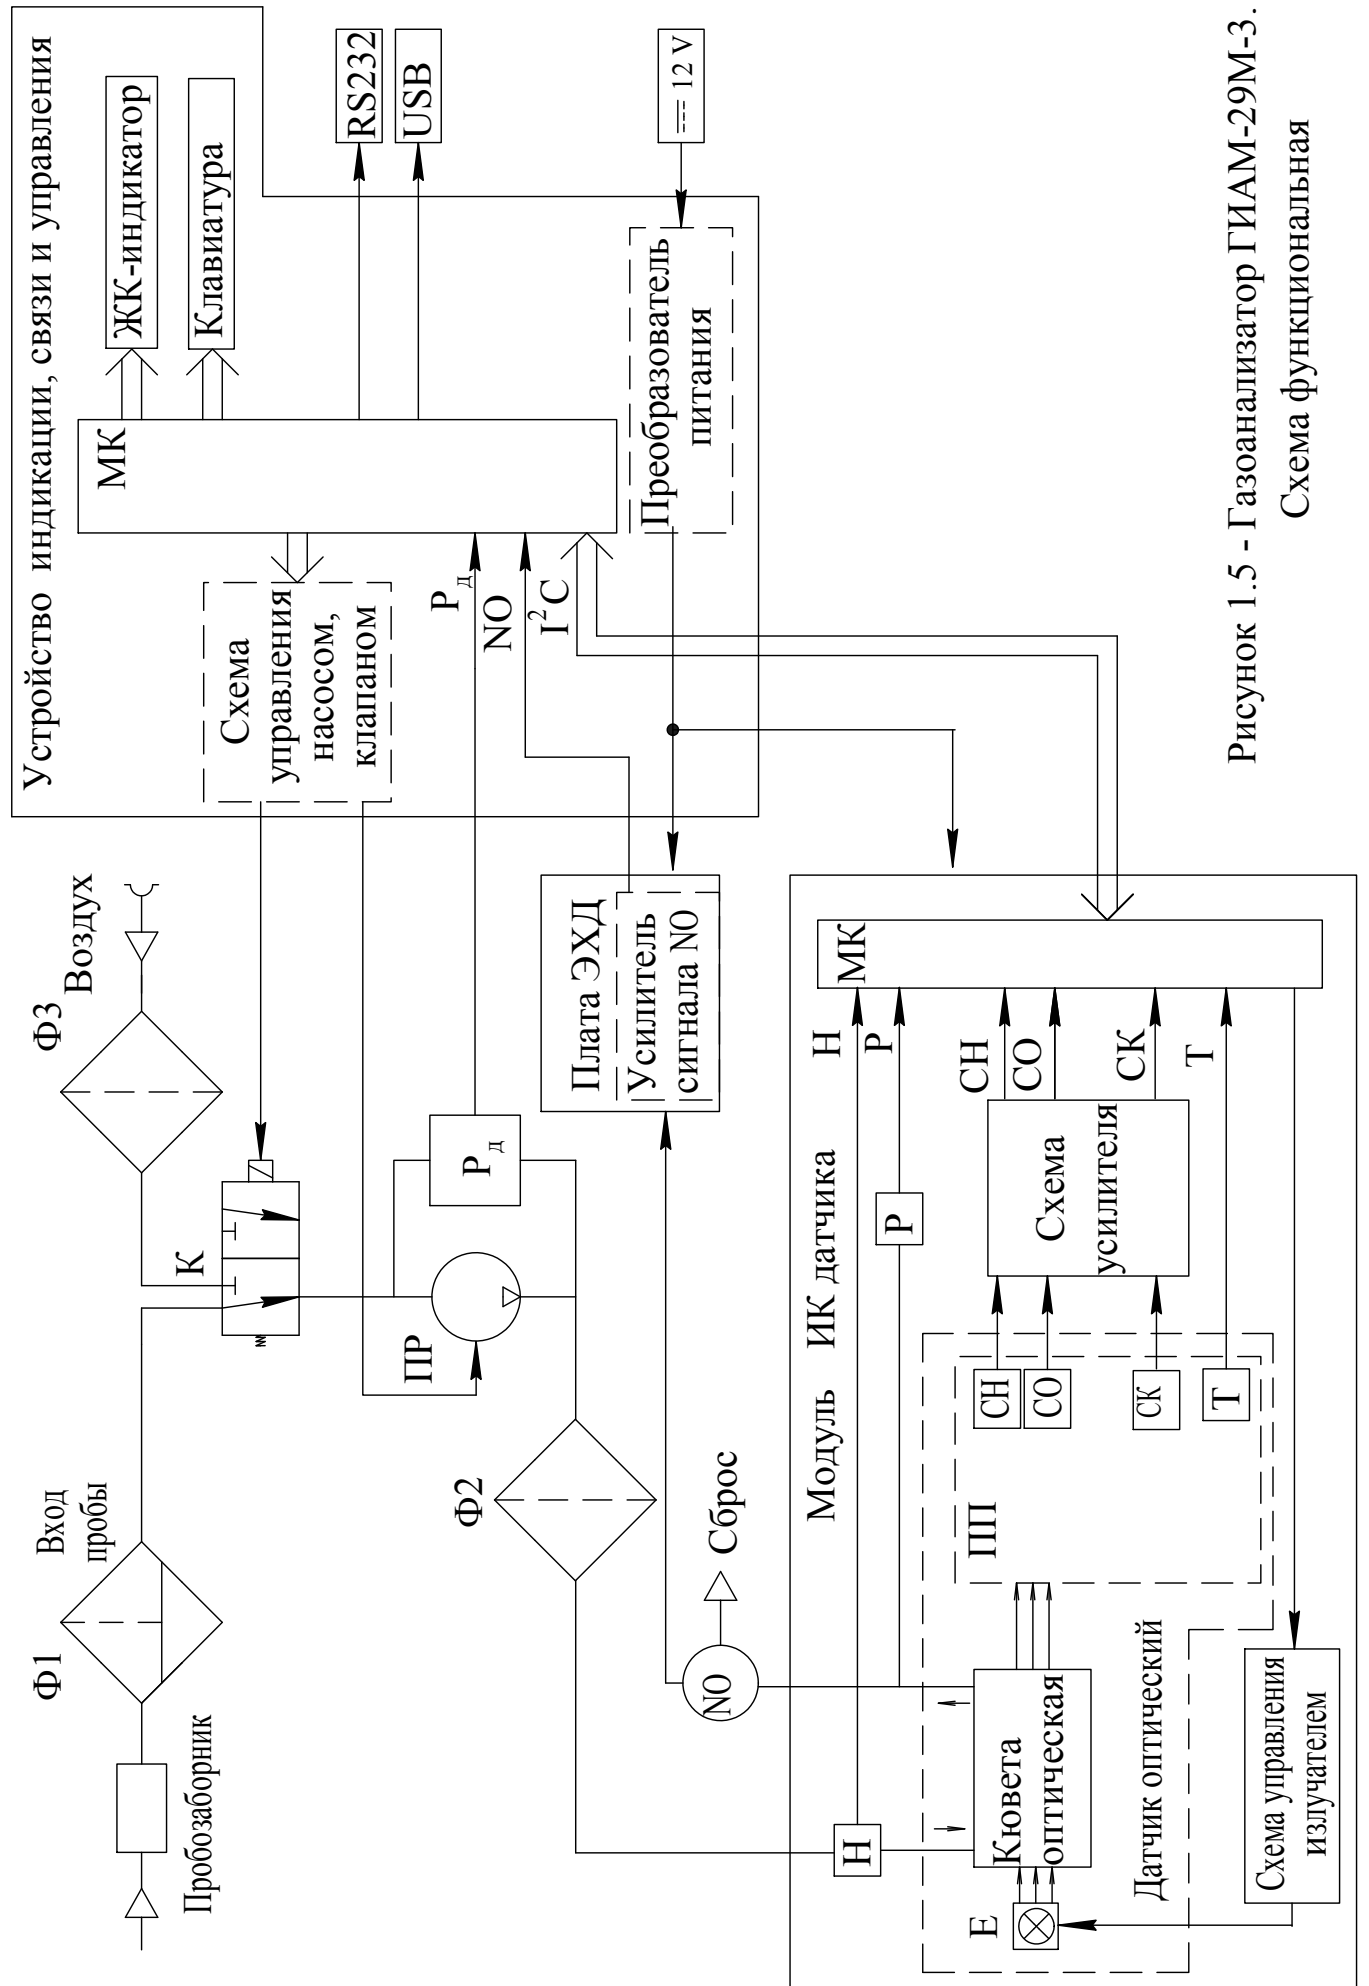 Устройство индикации, связи и управления
ЖК-индикатор
Клавиатура
RS232
USB
12 V
МК
Преобразователь
питания
Схема
управления
насосом,
клапаном
Рд
NO
I²C
Воздух
Ф3
К
Рд
ПР
Вход
пробы
Ф1
Пробозаборник
Ф2
Плата ЭХД
Усилитель
сигнала NO
Сброс
NO
Модуль ИК датчика
Н
Р
СН
СО
СК
Т
МК
Р
Схема
усилителя
СН
СО
СК
Т
ПП
Н
Кювета
оптическая
Е
Датчик оптический
Схема управления
излучателем
Рисунок 1.5 - Газоанализатор ГИАМ-29М-3.
Схема функциональная